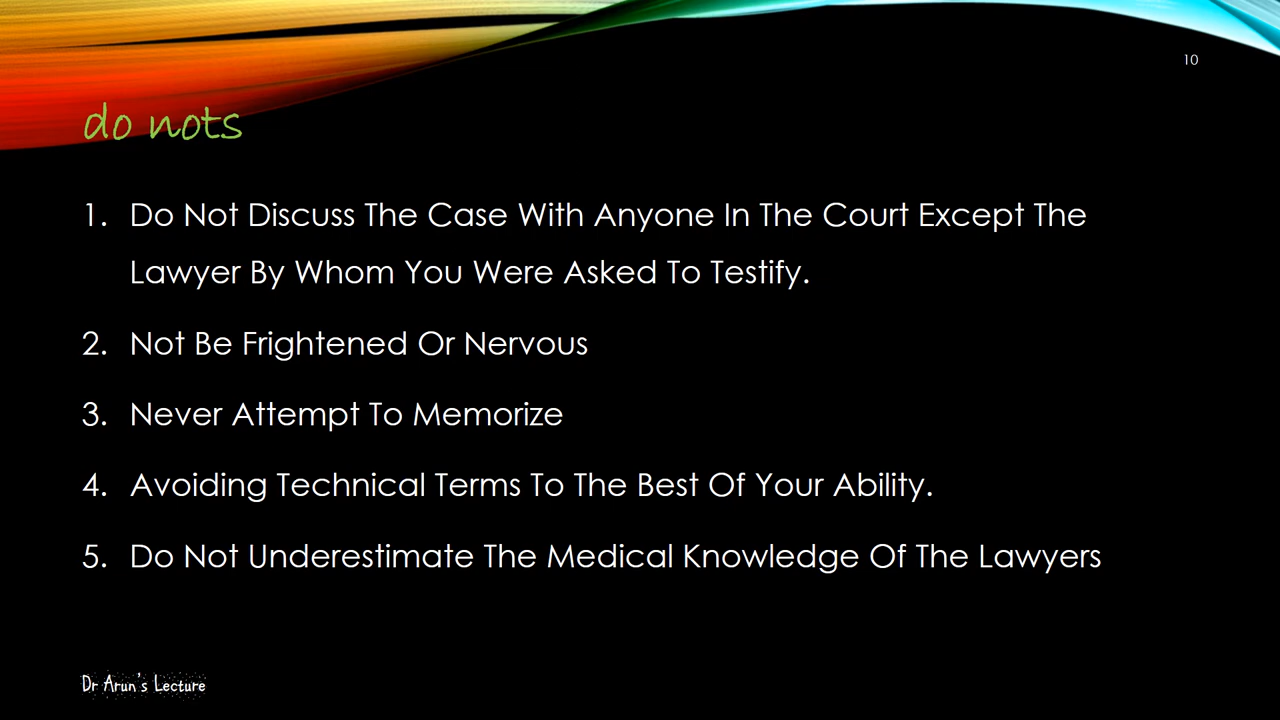 10
do nots
1. Do Not Discuss The Case With Anyone In The Court Except The
Lawyer By Whom You Were Asked To Testify.
2. Not Be Frightened Or Nervous
3. Never Attempt To Memorize
4. Avoiding Technical Terms To The Best Of Your Ability.
5. Do Not Underestimate The Medical Knowledge Of The Lawyers
Dr Arun's Lecture